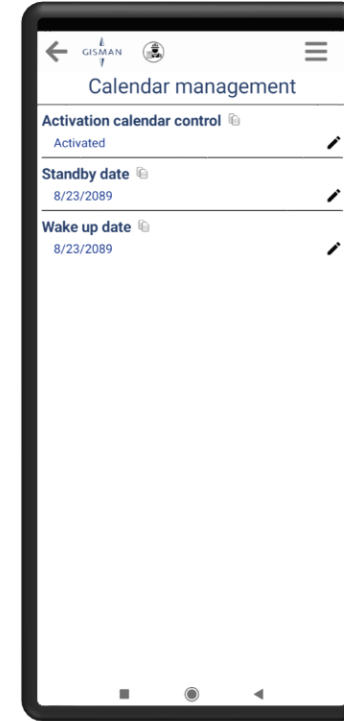 GISMAN
Calendar management
Activation calendar control
Activated
Standby date
8/23/2089
Wake up date
8/23/2089